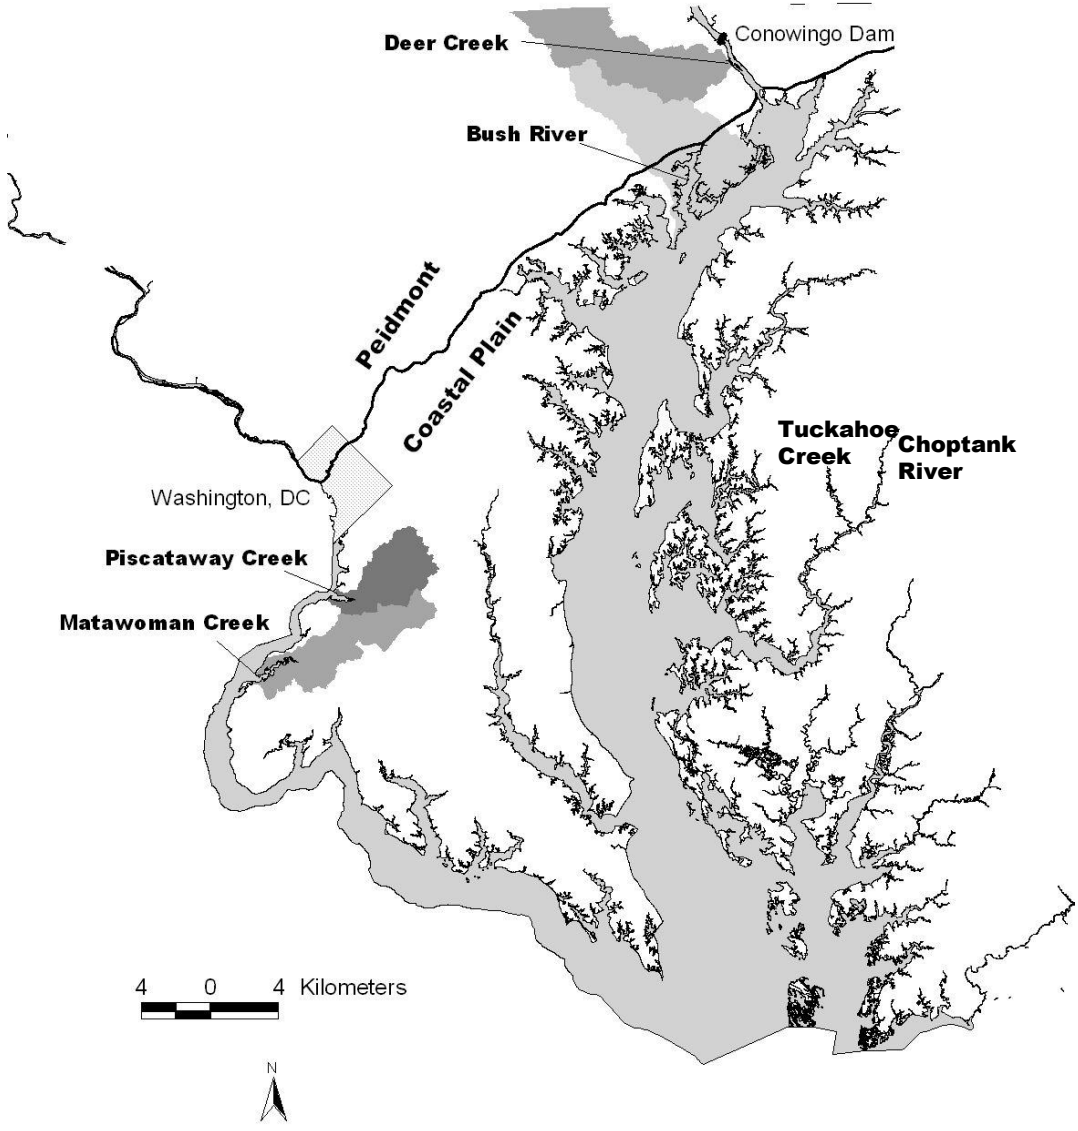 Conowingo Dam
Deer Creek
Bush River
Peidmont
Coastal Plain
Tuckahoe
Creek
Choptank
River
Washington, DC
Piscataway Creek
Matawoman Creek
4 0 4 Kilometers
N